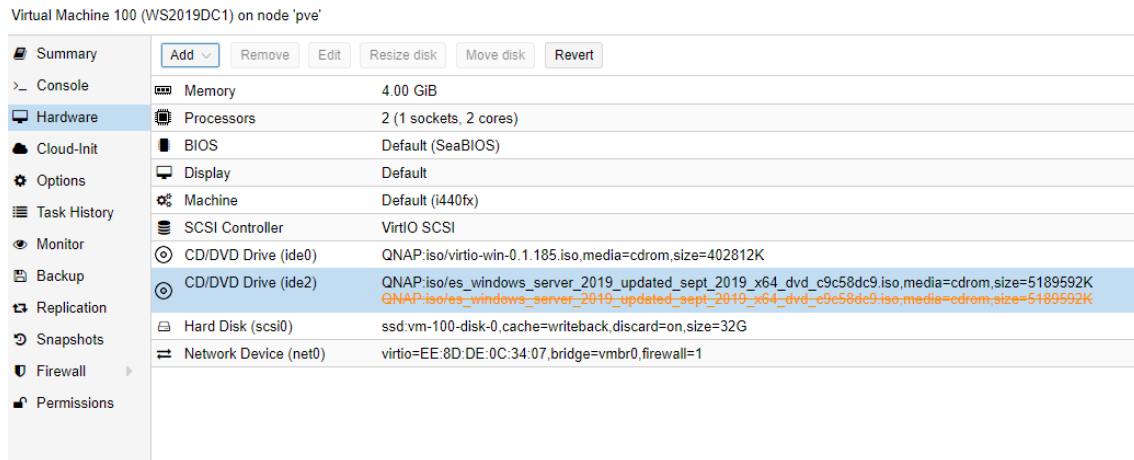 Virtual Machine 100 (WS2019DC1) on node 'pve'
Summary
Console
Hardware
Cloud-Init
Options
Task History
Monitor
Backup
Replication
Snapshots
Firewall
Permissions
Add Remove Edit Resize disk Move disk Revert
Memory 4.00 GiB
Processors 2 (1 sockets, 2 cores)
BIOS Default (SeaBIOS)
Display Default
Machine Default (i440fx)
SCSI Controller VirtIO SCSI
CD/DVD Drive (ide0) QNAP:iso/virtio-win-0.1.185.iso,media=cdrom,size=402812K
CD/DVD Drive (ide2) QNAP:iso/es_windows_server_2019_updated_sept_2019_x64_dvd_c9c58dc9.iso,media=cdrom,size=5189592K
QNAP:iso/es_windows_server_2019_updated_sept_2019_x64_dvd_c9c58dc9.iso,media=cdrom,size=5189592K
Hard Disk (scsi0) ssd:vm-100-disk-0,cache=writeback,discard=on,size=32G
Network Device (net0) virtio=EE:8D:DE:0C:34:07,bridge=vmbr0,firewall=1